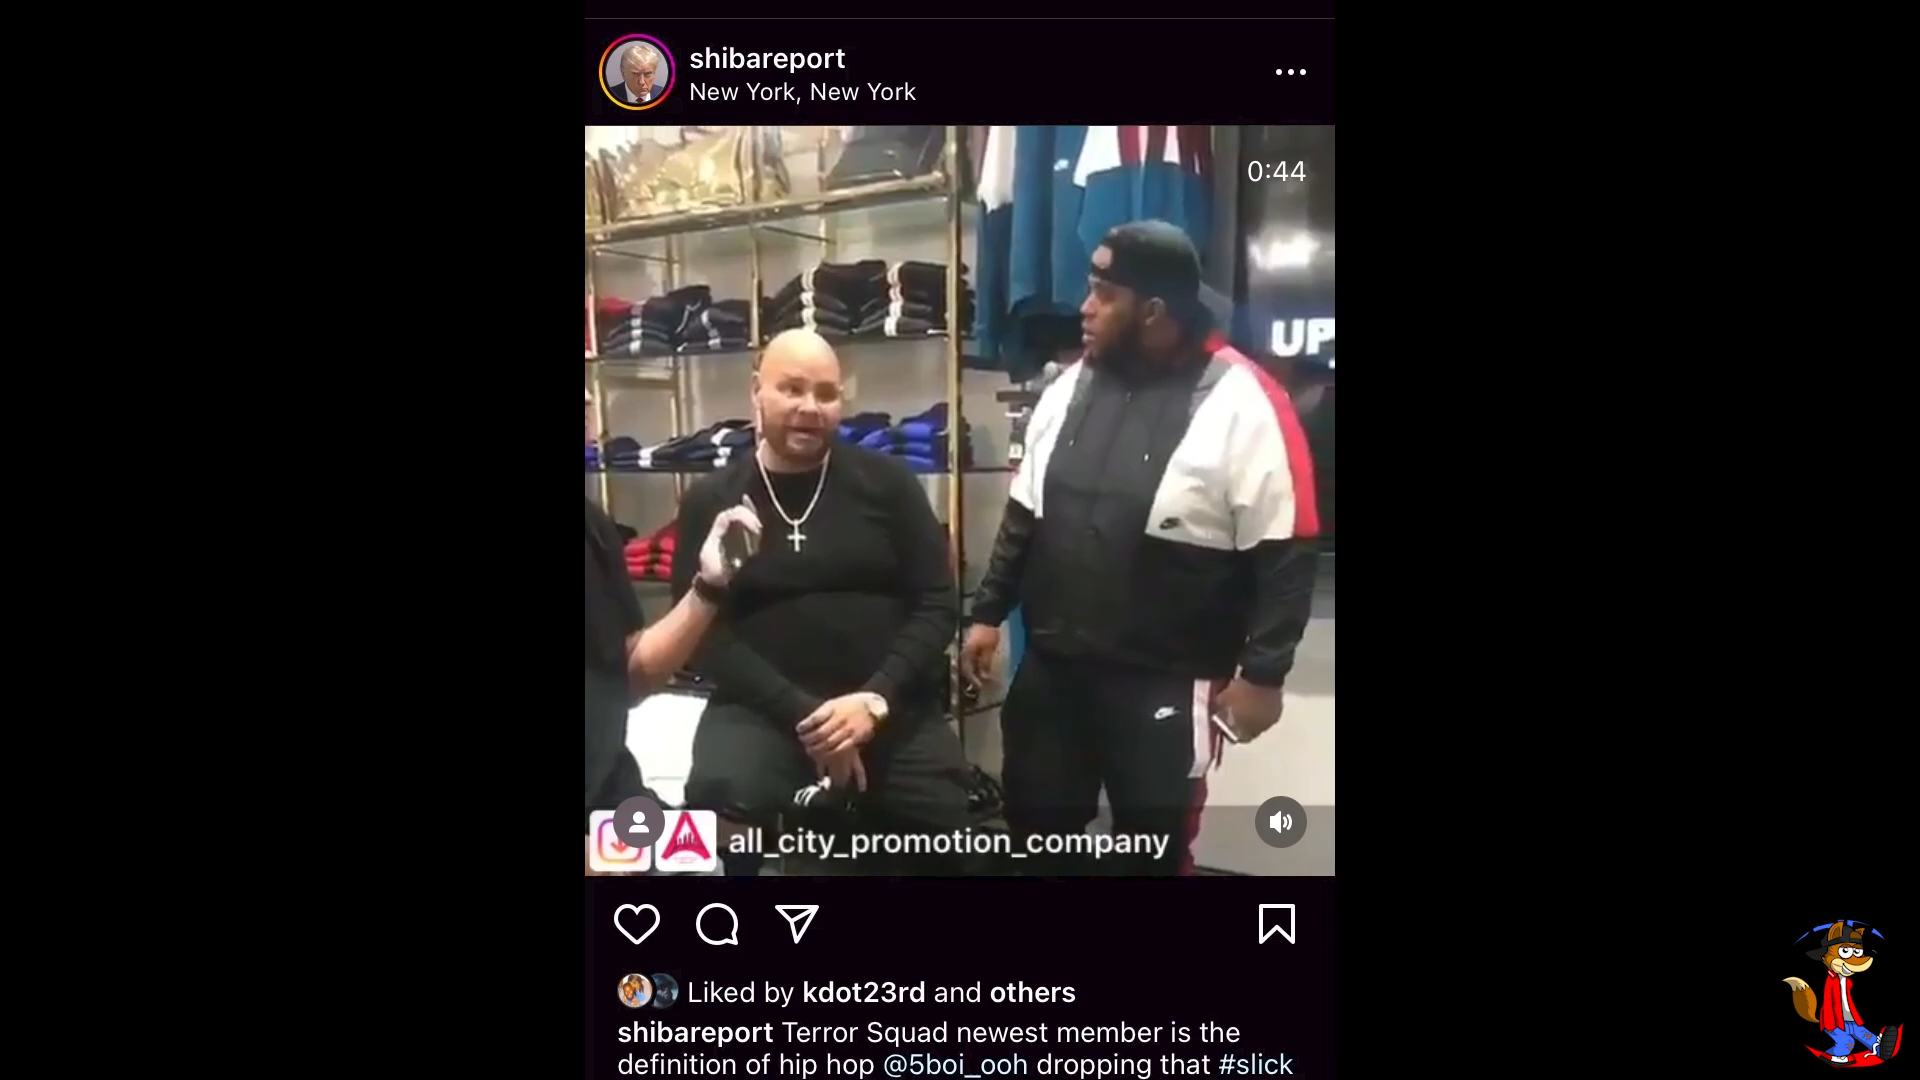 shibareport
New York, New York
0:44
UP
all_city_promotion_company
Liked by kdot23rd and others
shibareport Terror Squad newest member is the
definition of hip hop @5boi_ooh dropping that #slick